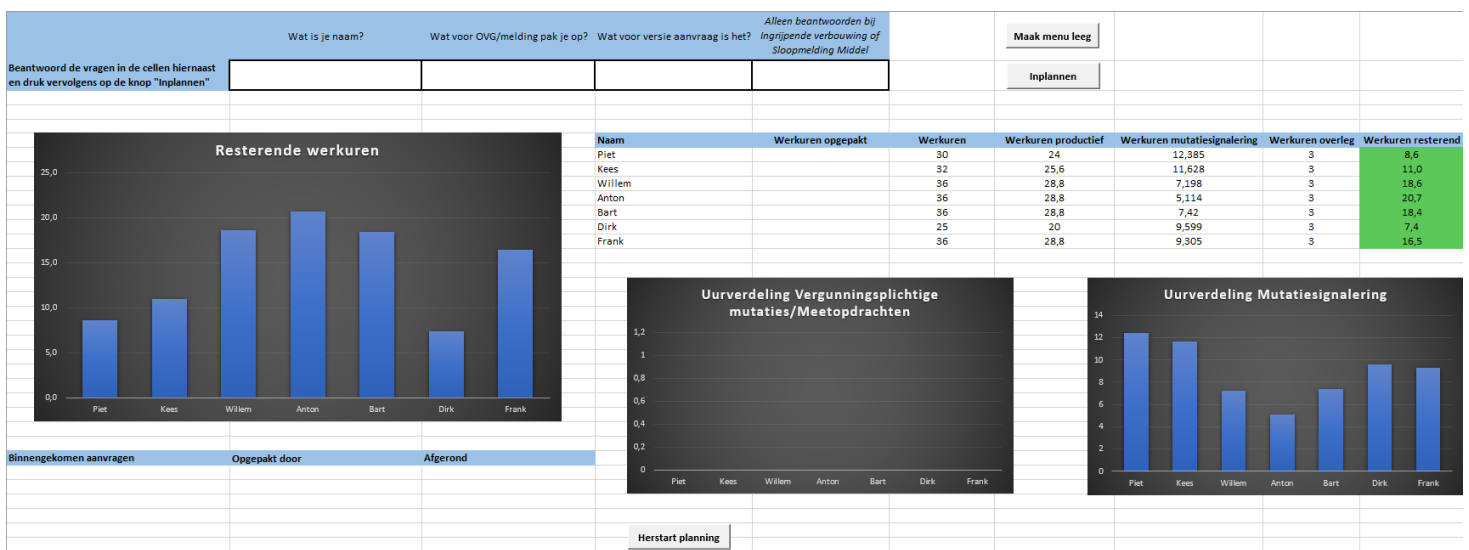 Wat is je naam?
Wat voor OVG/melding pak je op?
Wat voor versie aanvraag is het?
Alleen beantwoorden bij
Ingrijpende verbouwing of
Sloopmelding Middel
Maak menu leeg
Beantwoord de vragen in de cellen hiernaast
en druk vervolgens op de knop "Inplannen"
Inplannen
Resterende werkuren
25,0
20,0
15,0
10,0
5,0
0,0
Piet Kees Willem Anton Bart Dirk Frank
Naam Werkuren opgepakt Werkuren Werkuren productief Werkuren mutatiesignalering Werkuren overleg Werkuren resterend
Piet 30 24 12,385 3 8,6
Kees 32 25,6 11,628 3 11,0
Willem 36 28,8 7,198 3 18,6
Anton 36 28,8 5,114 3 20,7
Bart 36 28,8 7,42 3 18,4
Dirk 25 20 9,599 3 7,4
Frank 36 28,8 9,305 3 16,5
Uurverdeling Vergunningsplichtige
mutaties/Meetopdrachten
1,2
1
0,8
0,6
0,4
0,2
0
Piet Kees Willem Anton Bart Dirk Frank
Uurverdeling Mutatiesignalering
14
12
10
8
6
4
2
0
Piet Kees Willem Anton Bart Dirk Frank
Binnengekomen aanvragen Opgepakt door Afgerond
Herstart planning